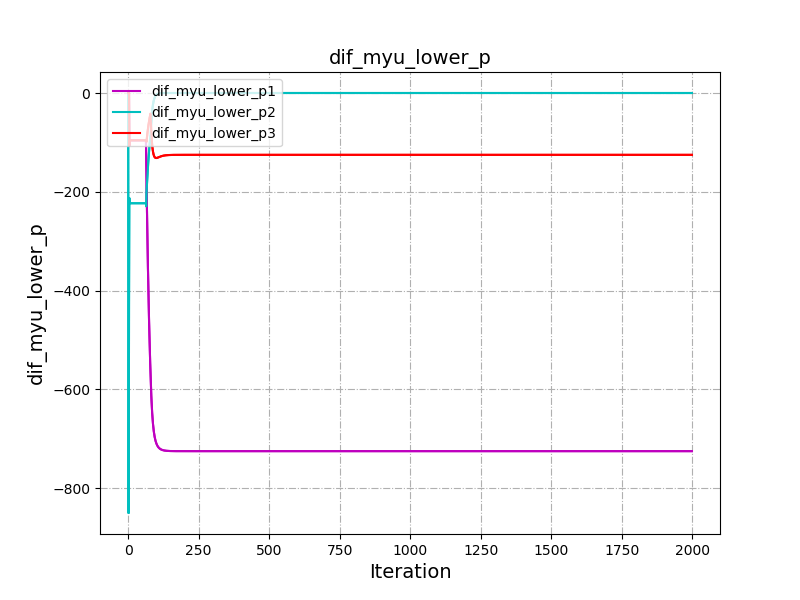 dif_myu_lower_p
dif_myu_lower_p1
dif_myu_lower_p2
dif_myu_lower_p3
dif_myu_lower_p
0
−200
−400
−600
−800
0 250 500 750 1000 1250 1500 1750 2000
Iteration